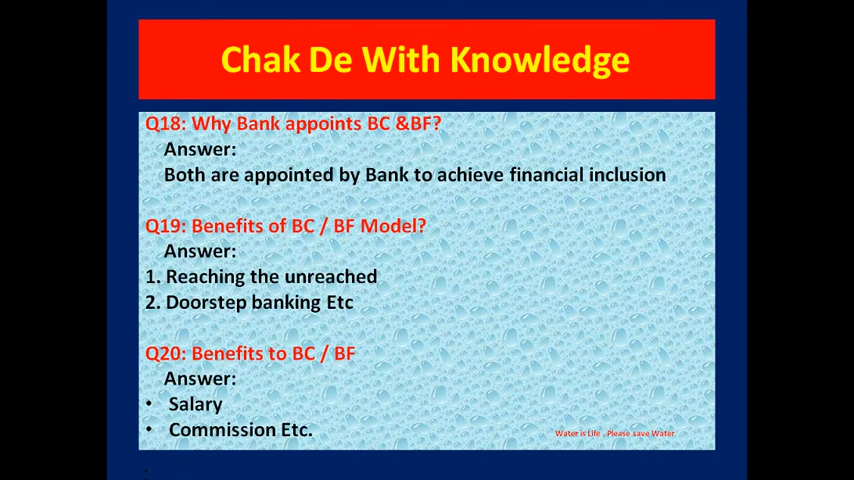 Chak De With Knowledge
Q18: Why Bank appoints BC &BF?
Answer:
Both are appointed by Bank to achieve financial inclusion
Q19: Benefits of BC / BF Model?
Answer:
1. Reaching the unreached
2. Doorstep banking Etc
Q20: Benefits to BC / BF
Answer:
• Salary
• Commission Etc.
Water is Life . Please save Water.